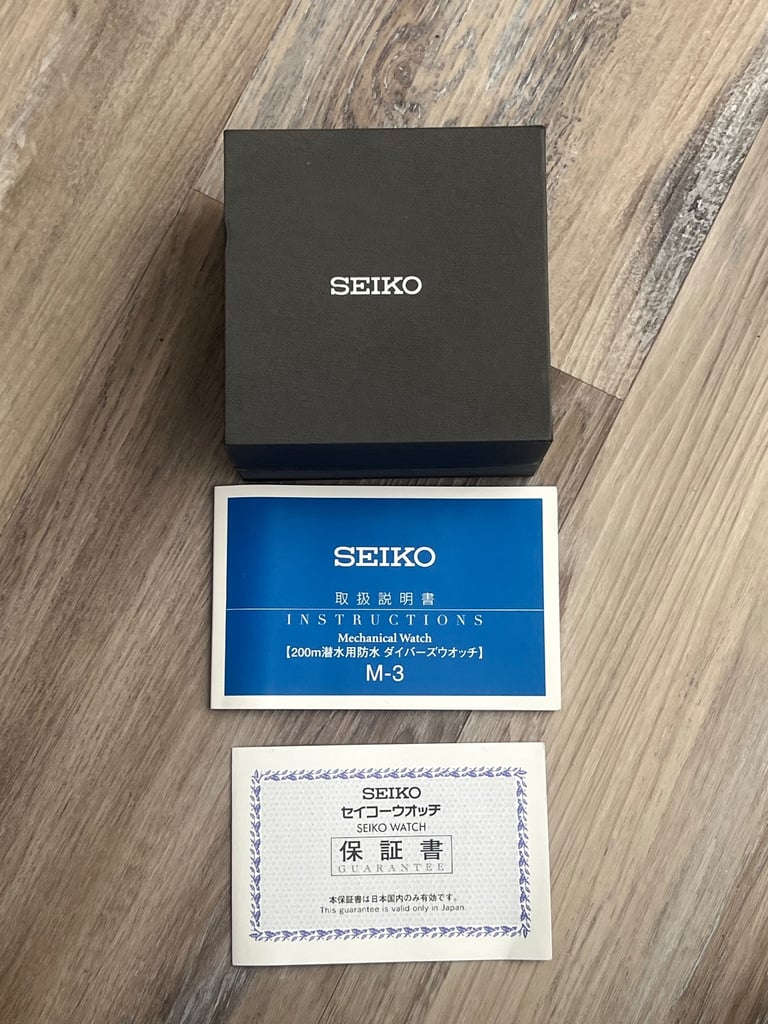 SEIKO
SEIKO
取扱説明書
INSTRUCTIONS
Mechanical Watch
【200m潜水用防水 ダイバーズウオッチ】
M-3
SEIKO
セイコーウオッチ
SEIKO WATCH
保証書
GUARANTEE
本保証書は日本国内のみ有効です。
This guarantee is valid only in Japan.